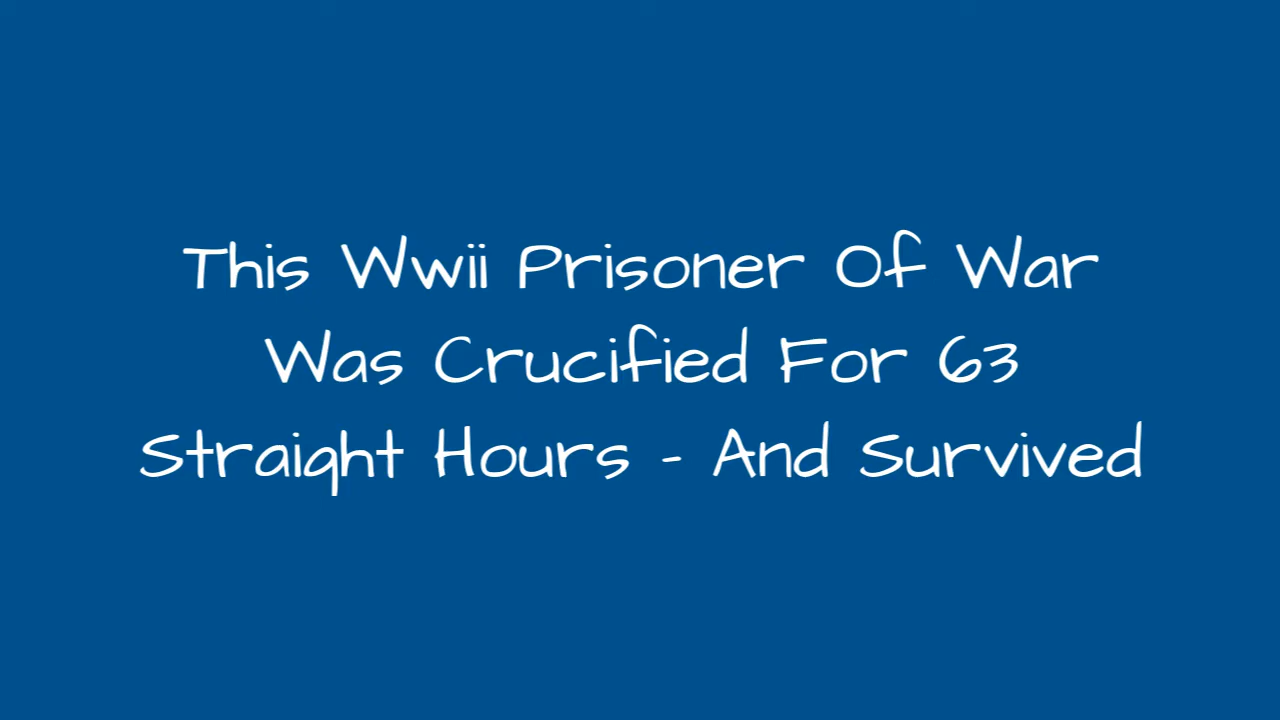 This Wwii Prisoner Of War
Was Crucified For 63
Straight Hours - And Survived